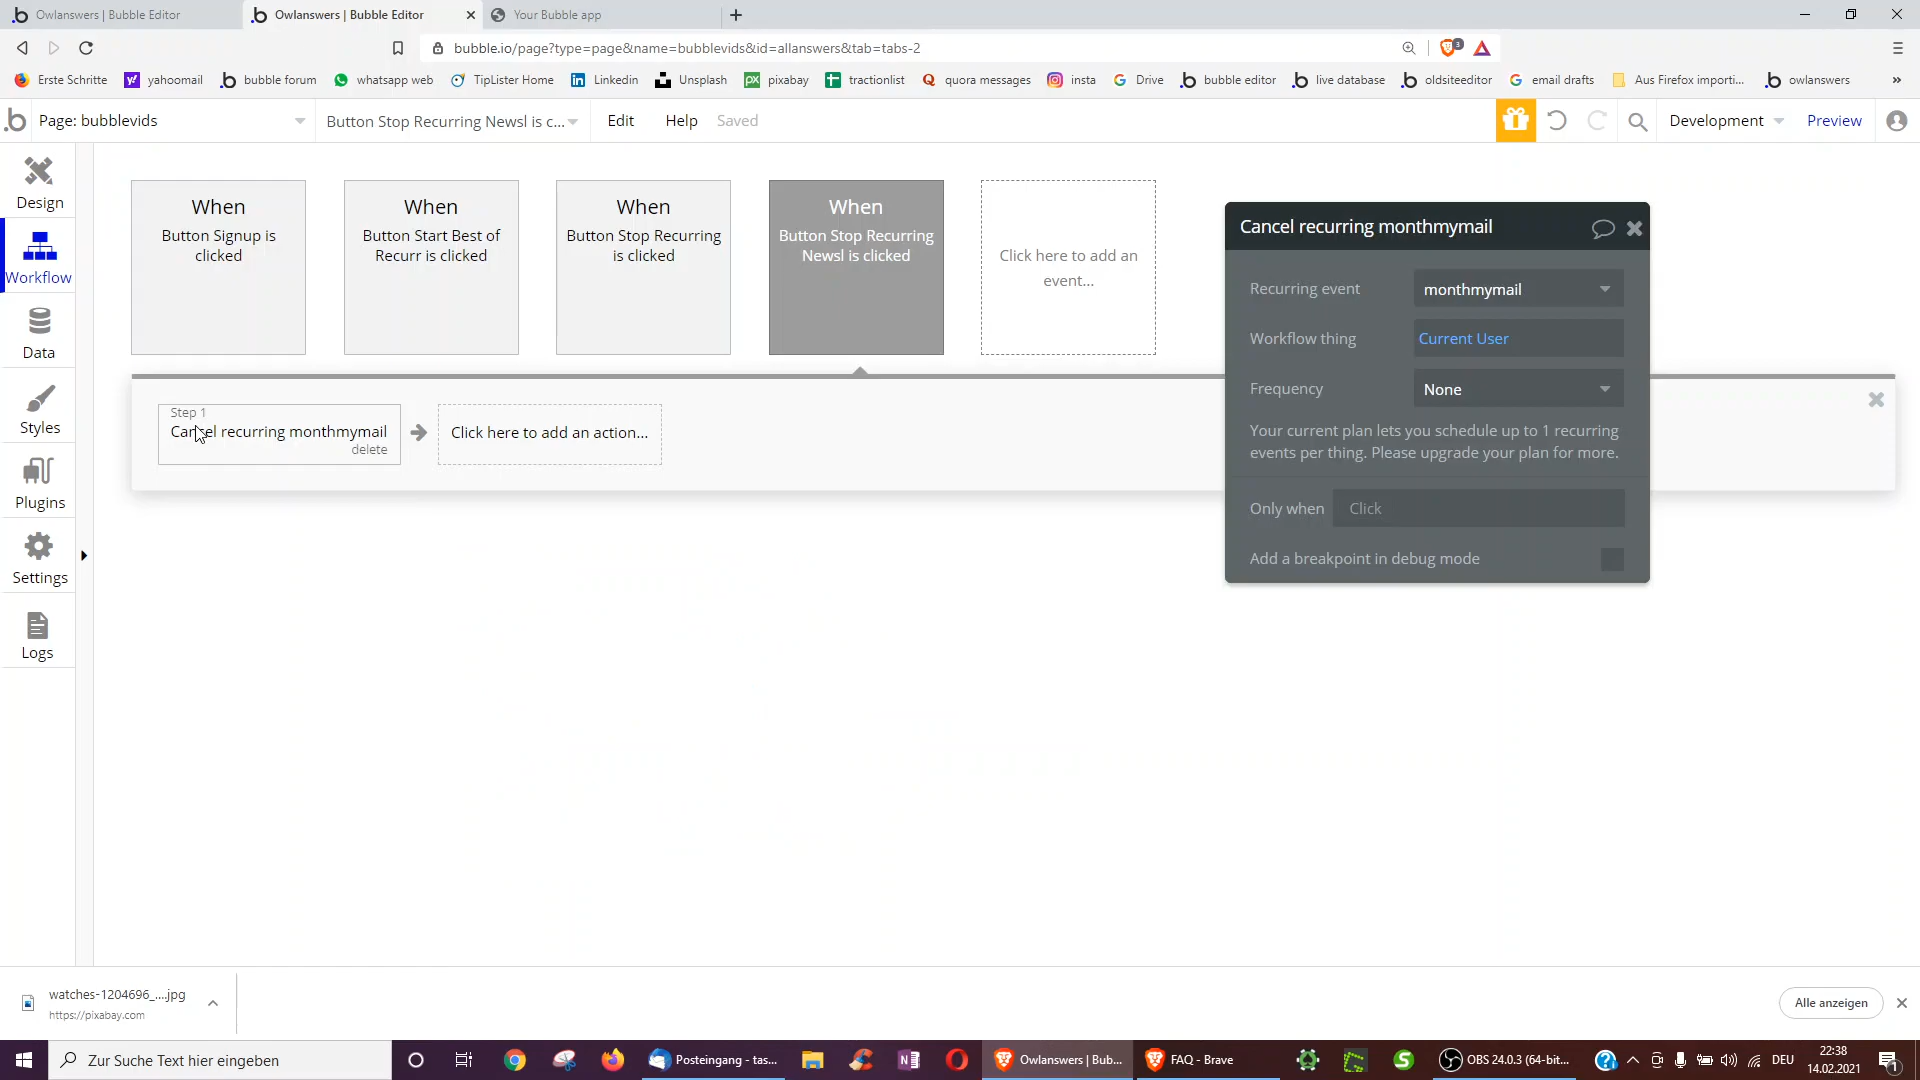 Owlanswers | Bubble Editor
Owlanswers | Bubble Editor
Your Bubble app
bubble.io/page?type=page&name=bubblevids&id=allanswers&tab=tabs-2
3
Erste Schritte
yahoomail
bubble forum
whatsapp web
TipLister Home
Linkedin
Unsplash
pixabay
tractionlist
quora messages
insta
Drive
bubble editor
live database
oldsiteeditor
email drafts
Aus Firefox importi...
owlanswers
»
Page: bubblevids
Button Stop Recurring Newsl is c...
Edit
Help
Saved
Development
Preview
Design
Workflow
Data
Styles
Plugins
Settings
Logs
When
Button Signup is
clicked
When
Button Start Best of
Recurr is clicked
When
Button Stop Recurring
is clicked
When
Button Stop Recurring
Newsl is clicked
Click here to add an
event...
Step 1
Cancel recurring monthmymail
delete
Click here to add an action...
Cancel recurring monthmymail
Recurring event
monthmymail
Workflow thing
Current User
Frequency
None
Your current plan lets you schedule up to 1 recurring
events per thing. Please upgrade your plan for more.
Only when
Click
Add a breakpoint in debug mode
watches-1204696_....jpg
https://pixabay.com
Alle anzeigen
Zur Suche Text hier eingeben
Posteingang - tas...
Owlanswers | Bub...
FAQ - Brave
OBS 24.0.3 (64-bit...
DEU
22:38
14.02.2021
1